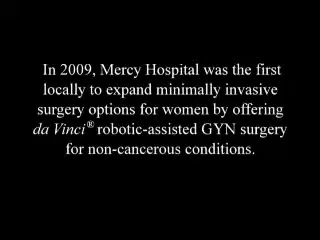 In 2009, Mercy Hospital was the first
locally to expand minimally invasive
surgery options for women by offering
da Vinci® robotic-assisted GYN surgery
for non-cancerous conditions.